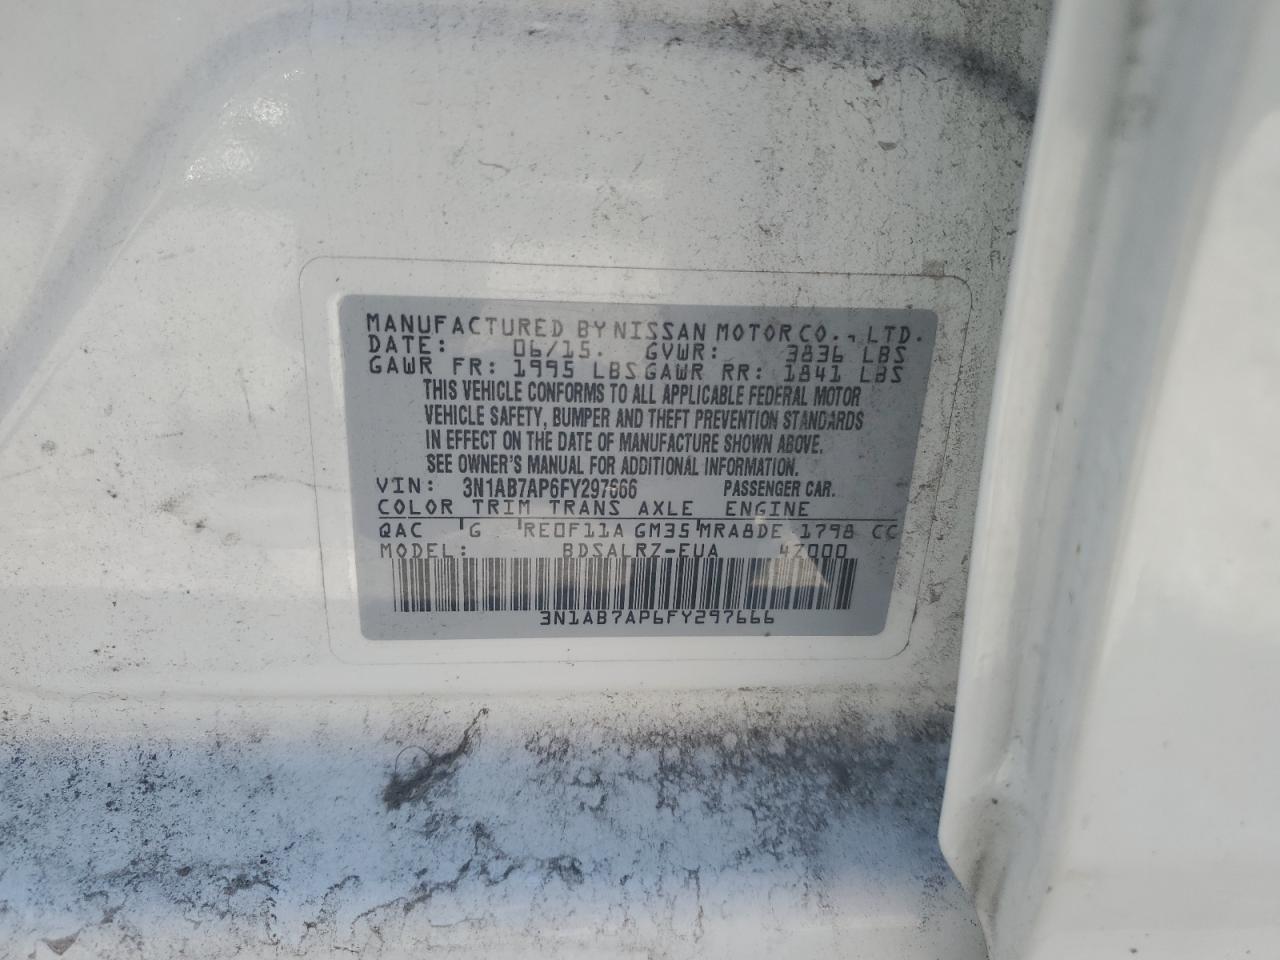 MANUFACTURED BY NISSAN MOTOR CO., LTD.
DATE: 06/15. GVWR: 3836 LBS
GAWR FR: 1995 LBS GAWR RR: 1841 LBS
THIS VEHICLE CONFORMS TO ALL APPLICABLE FEDERAL MOTOR
VEHICLE SAFETY, BUMPER AND THEFT PREVENTION STANDARDS
IN EFFECT ON THE DATE OF MANUFACTURE SHOWN ABOVE.
SEE OWNER'S MANUAL FOR ADDITIONAL INFORMATION.
VIN: 3N1AB7AP6FY297666 PASSENGER CAR.
COLOR TRIM TRANS AXLE ENGINE
QAC G RE0F11A GM35 MRA8DE 1798 CC
MODEL: BDSALRZ-EUA 47000
3N1AB7AP6FY297666